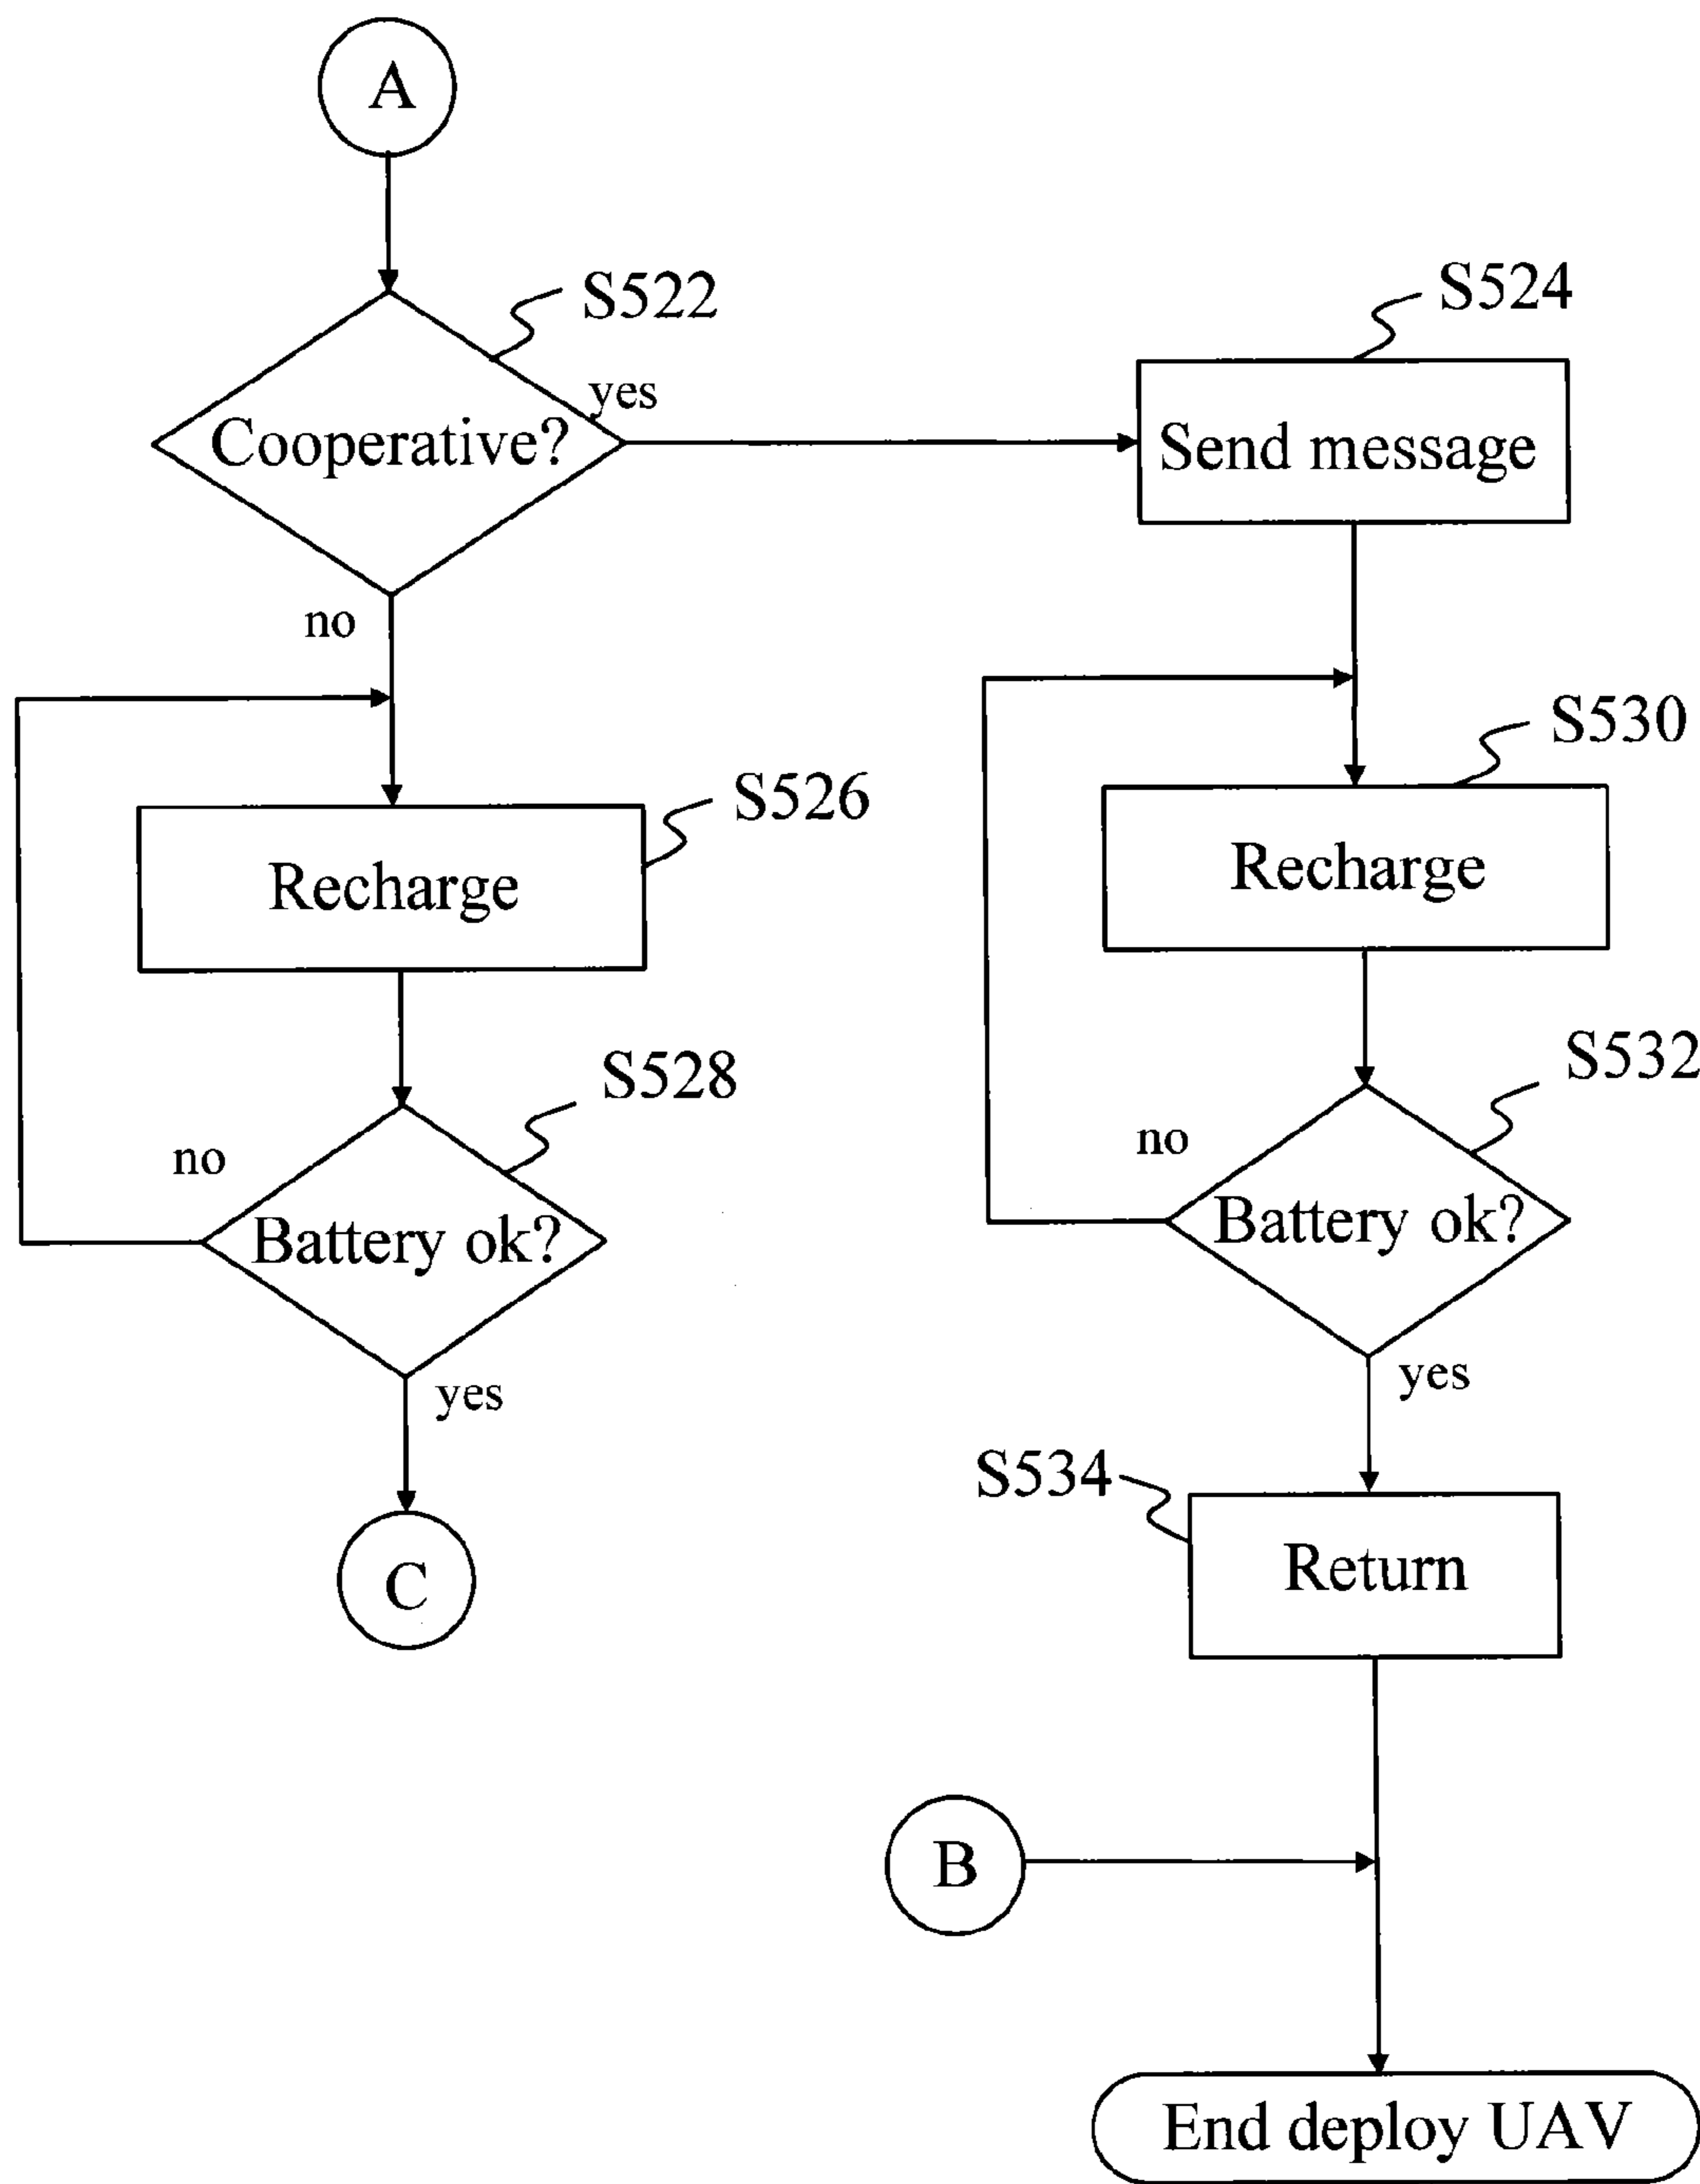 A
S522
yes
Cooperative?
no
S524
Send message
S526
Recharge
S528
no
Battery ok?
yes
C
S530
Recharge
S532
no
Battery ok?
yes
S534
Return
B
End deploy UAV